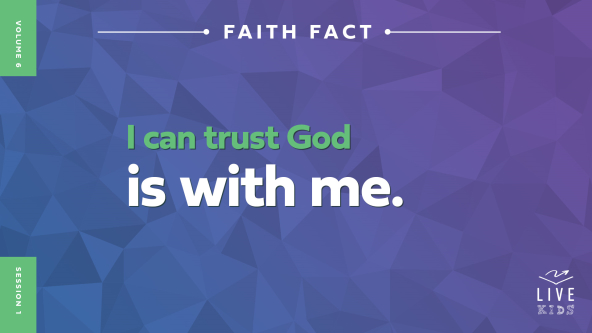 VOLUME 6
FAITH FACT
I can trust God
is with me.
SESSION 1
LIVE
KIDS